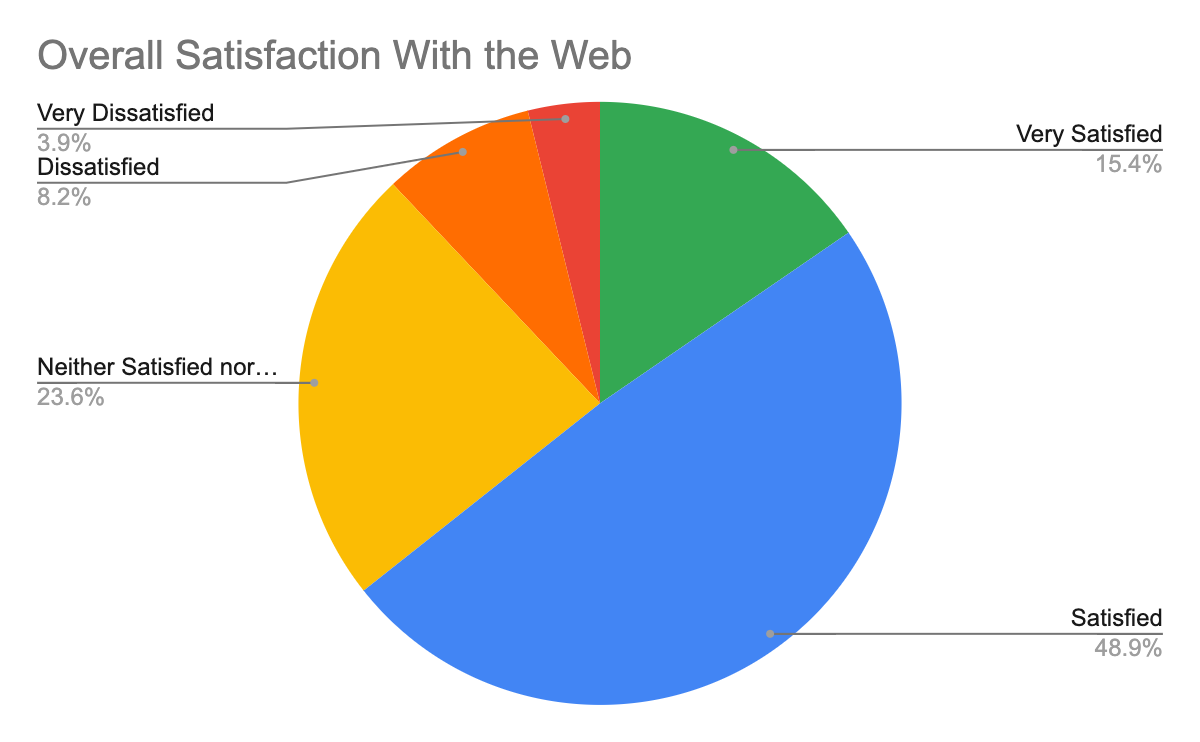 Overall Satisfaction With the Web
Very Dissatisfied
3.9%
Dissatisfied
8.2%
Neither Satisfied nor…
23.6%
Very Satisfied
15.4%
Satisfied
48.9%